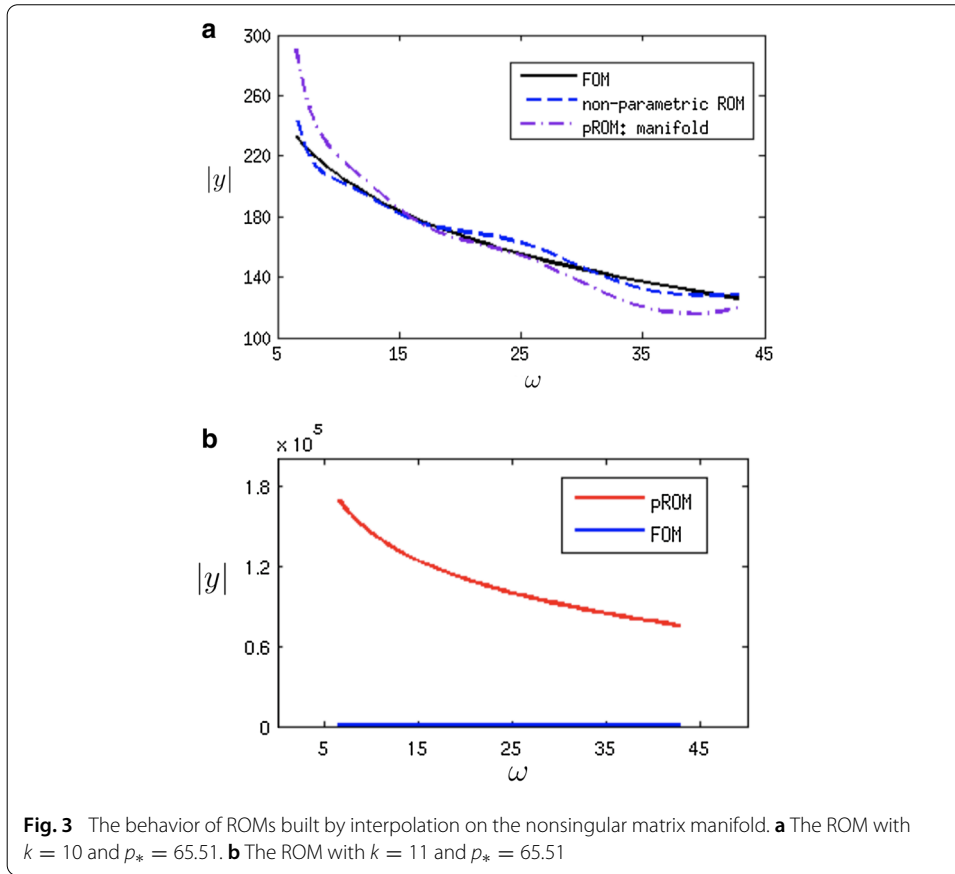 a
300
260
220
180
140
100
|y|
FOM
non-parametric ROM
pROM: manifold
5 15 25 35 45
ω
b
× 10⁵
1.8
1.2
0.6
0
|y|
pROM
FOM
5 15 25 35 45
ω
Fig. 3 The behavior of ROMs built by interpolation on the nonsingular matrix manifold. a The ROM with
k = 10 and p∗ = 65.51. b The ROM with k = 11 and p∗ = 65.51